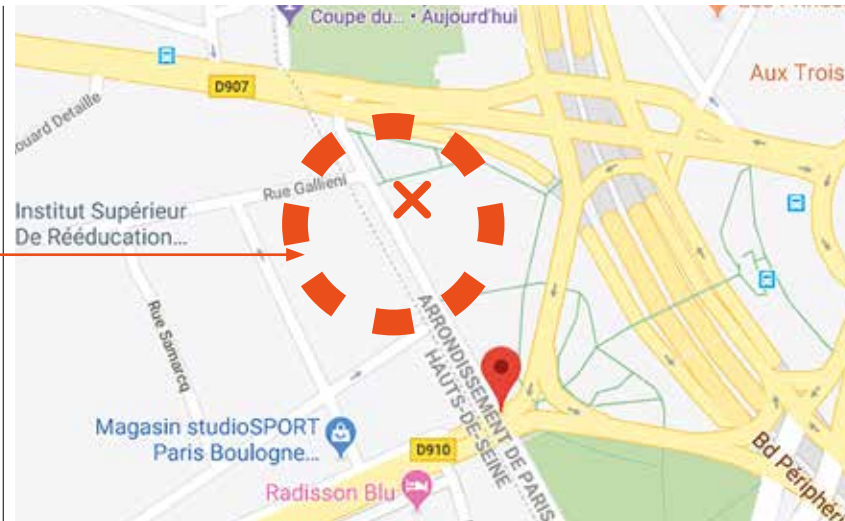 Coupe du... • Aujourd'hui
Aux Trois
D907
ouard Detaille
Rue Gallieni
Institut Supérieur
De Rééducation...
Rue Samarcq
ARRONDISSEMENT DE PARIS
HAUTS-DE-SEINE
Magasin studioSPORT
Paris Boulogne...
D910
Radisson Blu
Bd Périphér